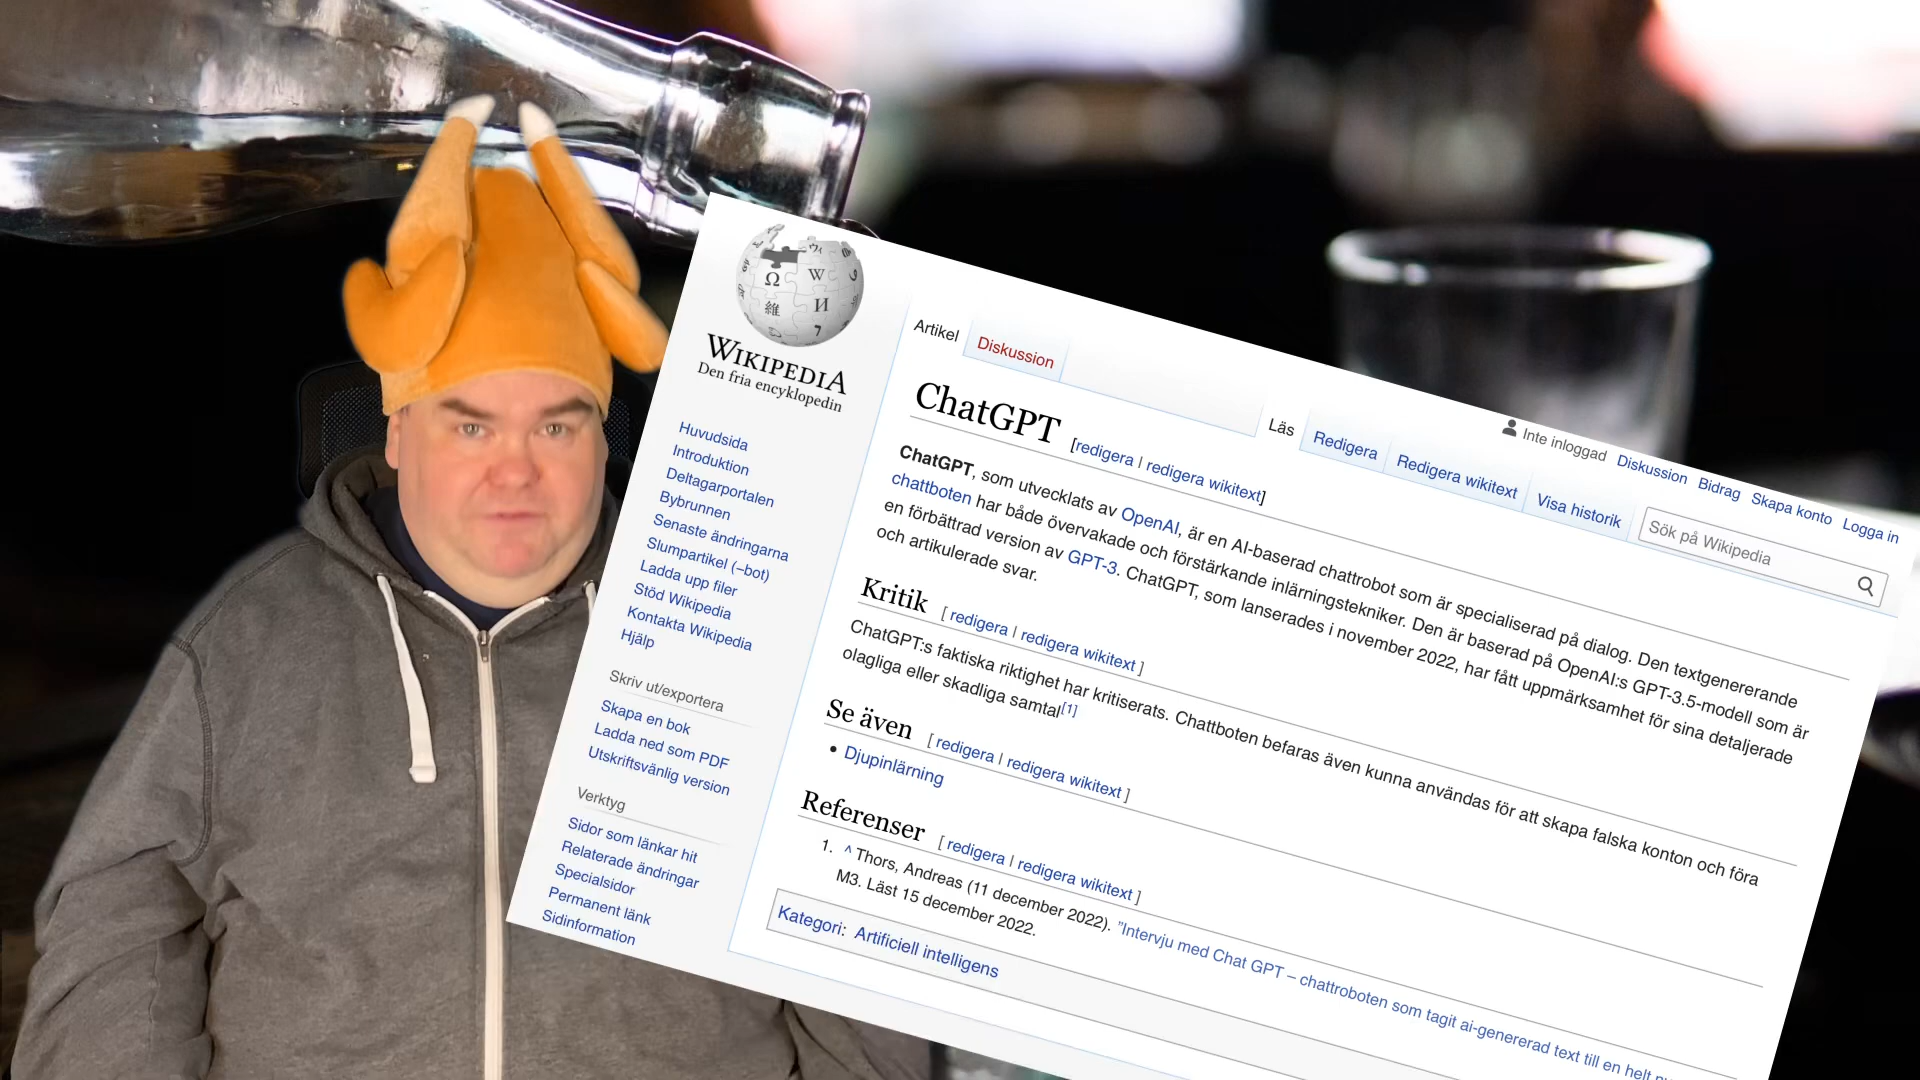 WIKIPEDIA
Den fria encyklopedin
Huvudsida
Introduktion
Deltagarportalen
Bybrunnen
Senaste ändringarna
Slumpartikel (–bot)
Ladda upp filer
Stöd Wikipedia
Kontakta Wikipedia
Hjälp
Skriv ut/exportera
Skapa en bok
Ladda ned som PDF
Utskriftsvänlig version
Verktyg
Sidor som länkar hit
Relaterade ändringar
Specialsidor
Permanent länk
Sidinformation
Inte inloggad Diskussion Bidrag Skapa konto Logga in
Artikel Diskussion
Läs Redigera Redigera wikitext Visa historik
Sök på Wikipedia
ChatGPT [redigera | redigera wikitext]
ChatGPT, som utvecklats av OpenAI, är en AI-baserad chattrobot som är specialiserad på dialog. Den textgenererande
chattboten har både övervakade och förstärkande inlärningstekniker. Den är baserad på OpenAI:s GPT-3.5-modell som är
en förbättrad version av GPT-3. ChatGPT, som lanserades i november 2022, har fått uppmärksamhet för sina detaljerade
och artikulerade svar.
Kritik [ redigera | redigera wikitext ]
ChatGPT:s faktiska riktighet har kritiserats. Chattboten befaras även kunna användas för att skapa falska konton och föra
olagliga eller skadliga samtal[1]
Se även [ redigera | redigera wikitext ]
• Djupinlärning
Referenser [ redigera | redigera wikitext ]
1. ^ Thors, Andreas (11 december 2022). "Intervju med Chat GPT – chattroboten som tagit ai-genererad text till en helt
M3. Läst 15 december 2022.
Kategori: Artificiell intelligens